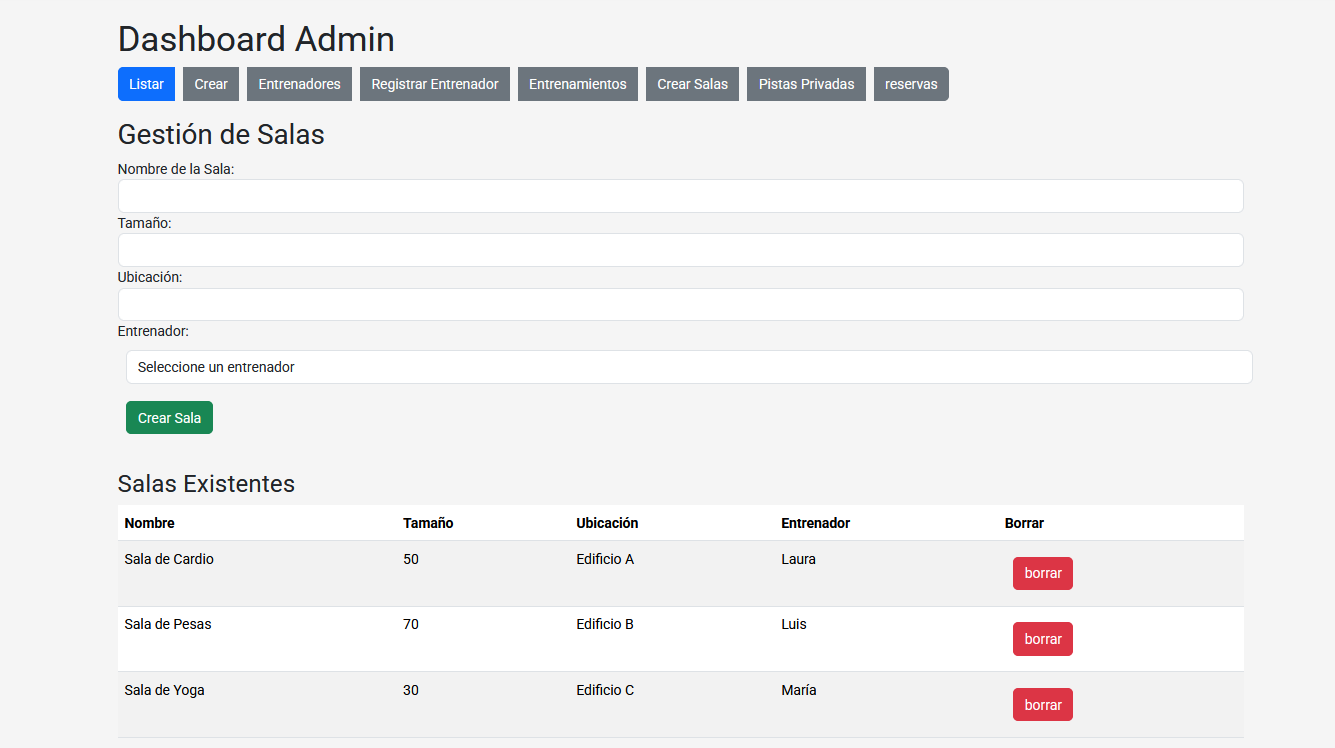 Dashboard Admin
Listar Crear Entrenadores Registrar Entrenador Entrenamientos Crear Salas Pistas Privadas reservas
Gestión de Salas
Nombre de la Sala:
Tamaño:
Ubicación:
Entrenador:
Seleccione un entrenador
Crear Sala
Salas Existentes
Nombre Tamaño Ubicación Entrenador Borrar
Sala de Cardio 50 Edificio A Laura borrar
Sala de Pesas 70 Edificio B Luis borrar
Sala de Yoga 30 Edificio C María borrar